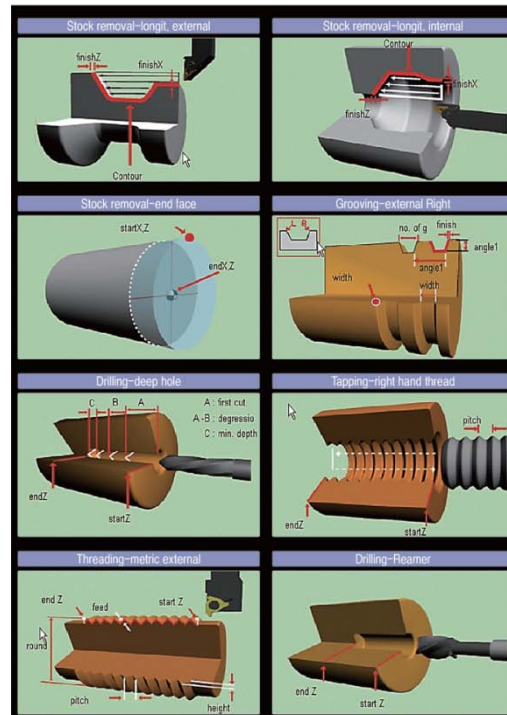 Stock removal-longit, external
finishZ
finishX
Contour
Stock removal-longit, internal
Contour
finishX
finishZ
Stock removal-end face
startX,Z
endX,Z
Grooving-external Right
L B
no. of g
finish
angle1
angle1
width
width
Drilling-deep hole
C B A
A : first cut
A -B : degressio
C : min. depth
endZ
startZ
Tapping-right hand thread
pitch
endZ
startZ
Threading-metric external
end Z
feed
start Z
round
pitch
height
Drilling-Reamer
end Z
start Z